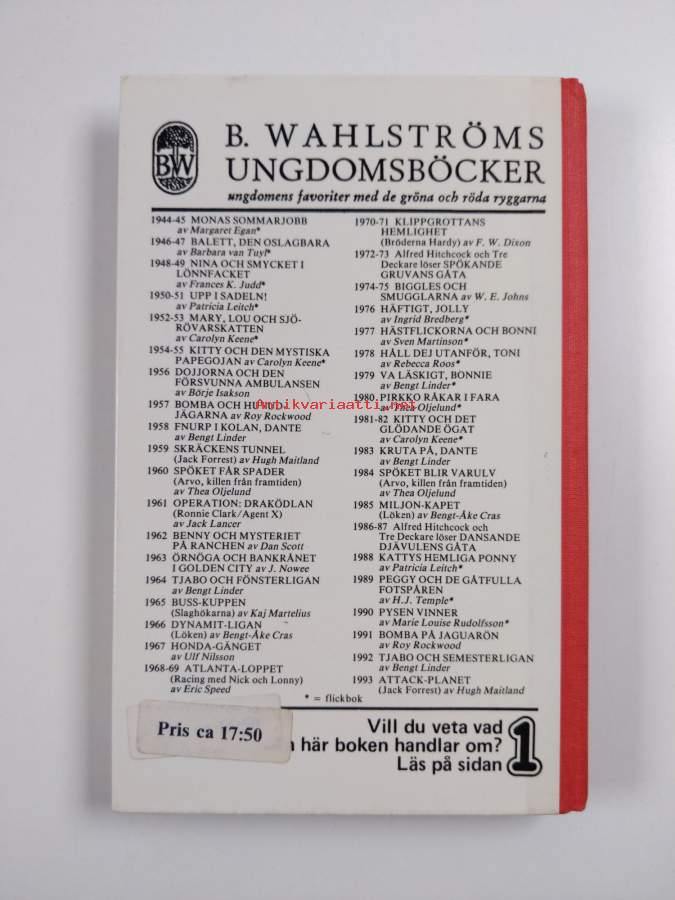 BW
B. WAHLSTRÖMS
UNGDOMSBÖCKER
ungdomens favoriter med de gröna och röda ryggarna
1944-45 MONAS SOMMARJOBB
av Margaret Egan*
1946-47 BALETT, DEN OSLAGBARA
av Barbara van Tuyl*
1948-49 NINA OCH SMYCKET I
LÖNNFACKET
av Frances K. Judd*
1950-51 UPP I SADELN!
av Patricia Leitch*
1952-53 MARY, LOU OCH SJÖ-
RÖVARSKATTEN
av Carolyn Keene*
1954-55 KITTY OCH DEN MYSTISKA
PAPEGOJAN av Carolyn Keene*
1956 DOJJORNA OCH DEN
FÖRSVUNNA AMBULANSEN
av Börje Isakson
1957 BOMBA OCH HUVUD-
JÄGARNA av Roy Rockwood
1958 FNURP I KOLAN, DANTE
av Bengt Linder
1959 SKRÄCKENS TUNNEL
(Jack Forrest) av Hugh Maitland
1960 SPÖKET FÅR SPADER
(Arvo, killen från framtiden)
av Thea Oljelund
1961 OPERATION: DRAKÖDLAN
(Ronnie Clark/Agent X)
av Jack Lancer
1962 BENNY OCH MYSTERIET
PÅ RANCHEN av Dan Scott
1963 ÖRNÖGA OCH BANKRÅNET
I GOLDEN CITY av J. Nowee
1964 TJABO OCH FÖNSTERLIGAN
av Bengt Linder
1965 BUSS-KUPPEN
(Slaghökarna) av Kaj Martelius
1966 DYNAMIT-LIGAN
(Löken) av Bengt-Åke Cras
1967 HONDA-GÄNGET
av Ulf Nilsson
1968-69 ATLANTA-LOPPET
(Racing med Nick och Lonny)
av Eric Speed
1970-71 KLIPPGROTTANS
HEMLIGHET
(Bröderna Hardy) av F. W. Dixon
1972-73 Alfred Hitchcock och Tre
Deckare löser SPÖKANDE
GRUVANS GÅTA
1974-75 BIGGLES OCH
SMUGGLARNA av W. E. Johns
1976 HÄFTIGT, JOLLY
av Ingrid Bredberg*
1977 HÄSTFLICKORNA OCH BONNI
av Sven Martinson*
1978 HÅLL DEJ UTANFÖR, TONI
av Rebecca Roos*
1979 VA LÄSKIGT, BONNIE
av Bengt Linder*
1980 PIRKKO RÅKAR I FARA
av Thea Oljelund*
1981-82 KITTY OCH DET
GLÖDANDE ÖGAT
av Carolyn Keene*
1983 KRUTA PÅ, DANTE
av Bengt Linder
1984 SPÖKET BLIR VARULV
(Arvo, killen från framtiden)
av Thea Oljelund
1985 MILJON-KAPET
(Löken) av Bengt-Åke Cras
1986-87 Alfred Hitchcock och
Tre Deckare löser DANSANDE
DJÄVULENS GÅTA
1988 KATTYS HEMLIGA PONNY
av Patricia Leitch*
1989 PEGGY OCH DE GÅTFULLA
FOTSPÅREN
av H.J. Temple*
1990 PYSEN VINNER
av Marie Louise Rudolfsson*
1991 BOMBA PÅ JAGUARÖN
av Roy Rockwood
1992 TJABO OCH SEMESTERLIGAN
av Bengt Linder
1993 ATTACK-PLANET
(Jack Forrest) av Hugh Maitland
* = flickbok
Antikvariaatti.net
Pris ca 17:50
Vill du veta vad
här boken handlar om?
Läs på sidan 1